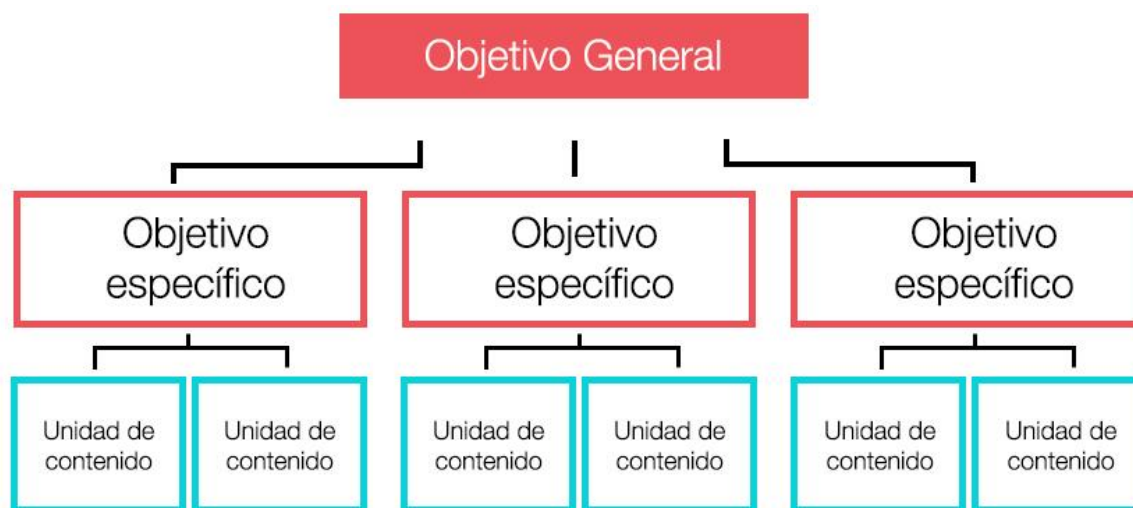 Objetivo General
Objetivo
específico
Objetivo
específico
Objetivo
específico
Unidad de
contenido
Unidad de
contenido
Unidad de
contenido
Unidad de
contenido
Unidad de
contenido
Unidad de
contenido